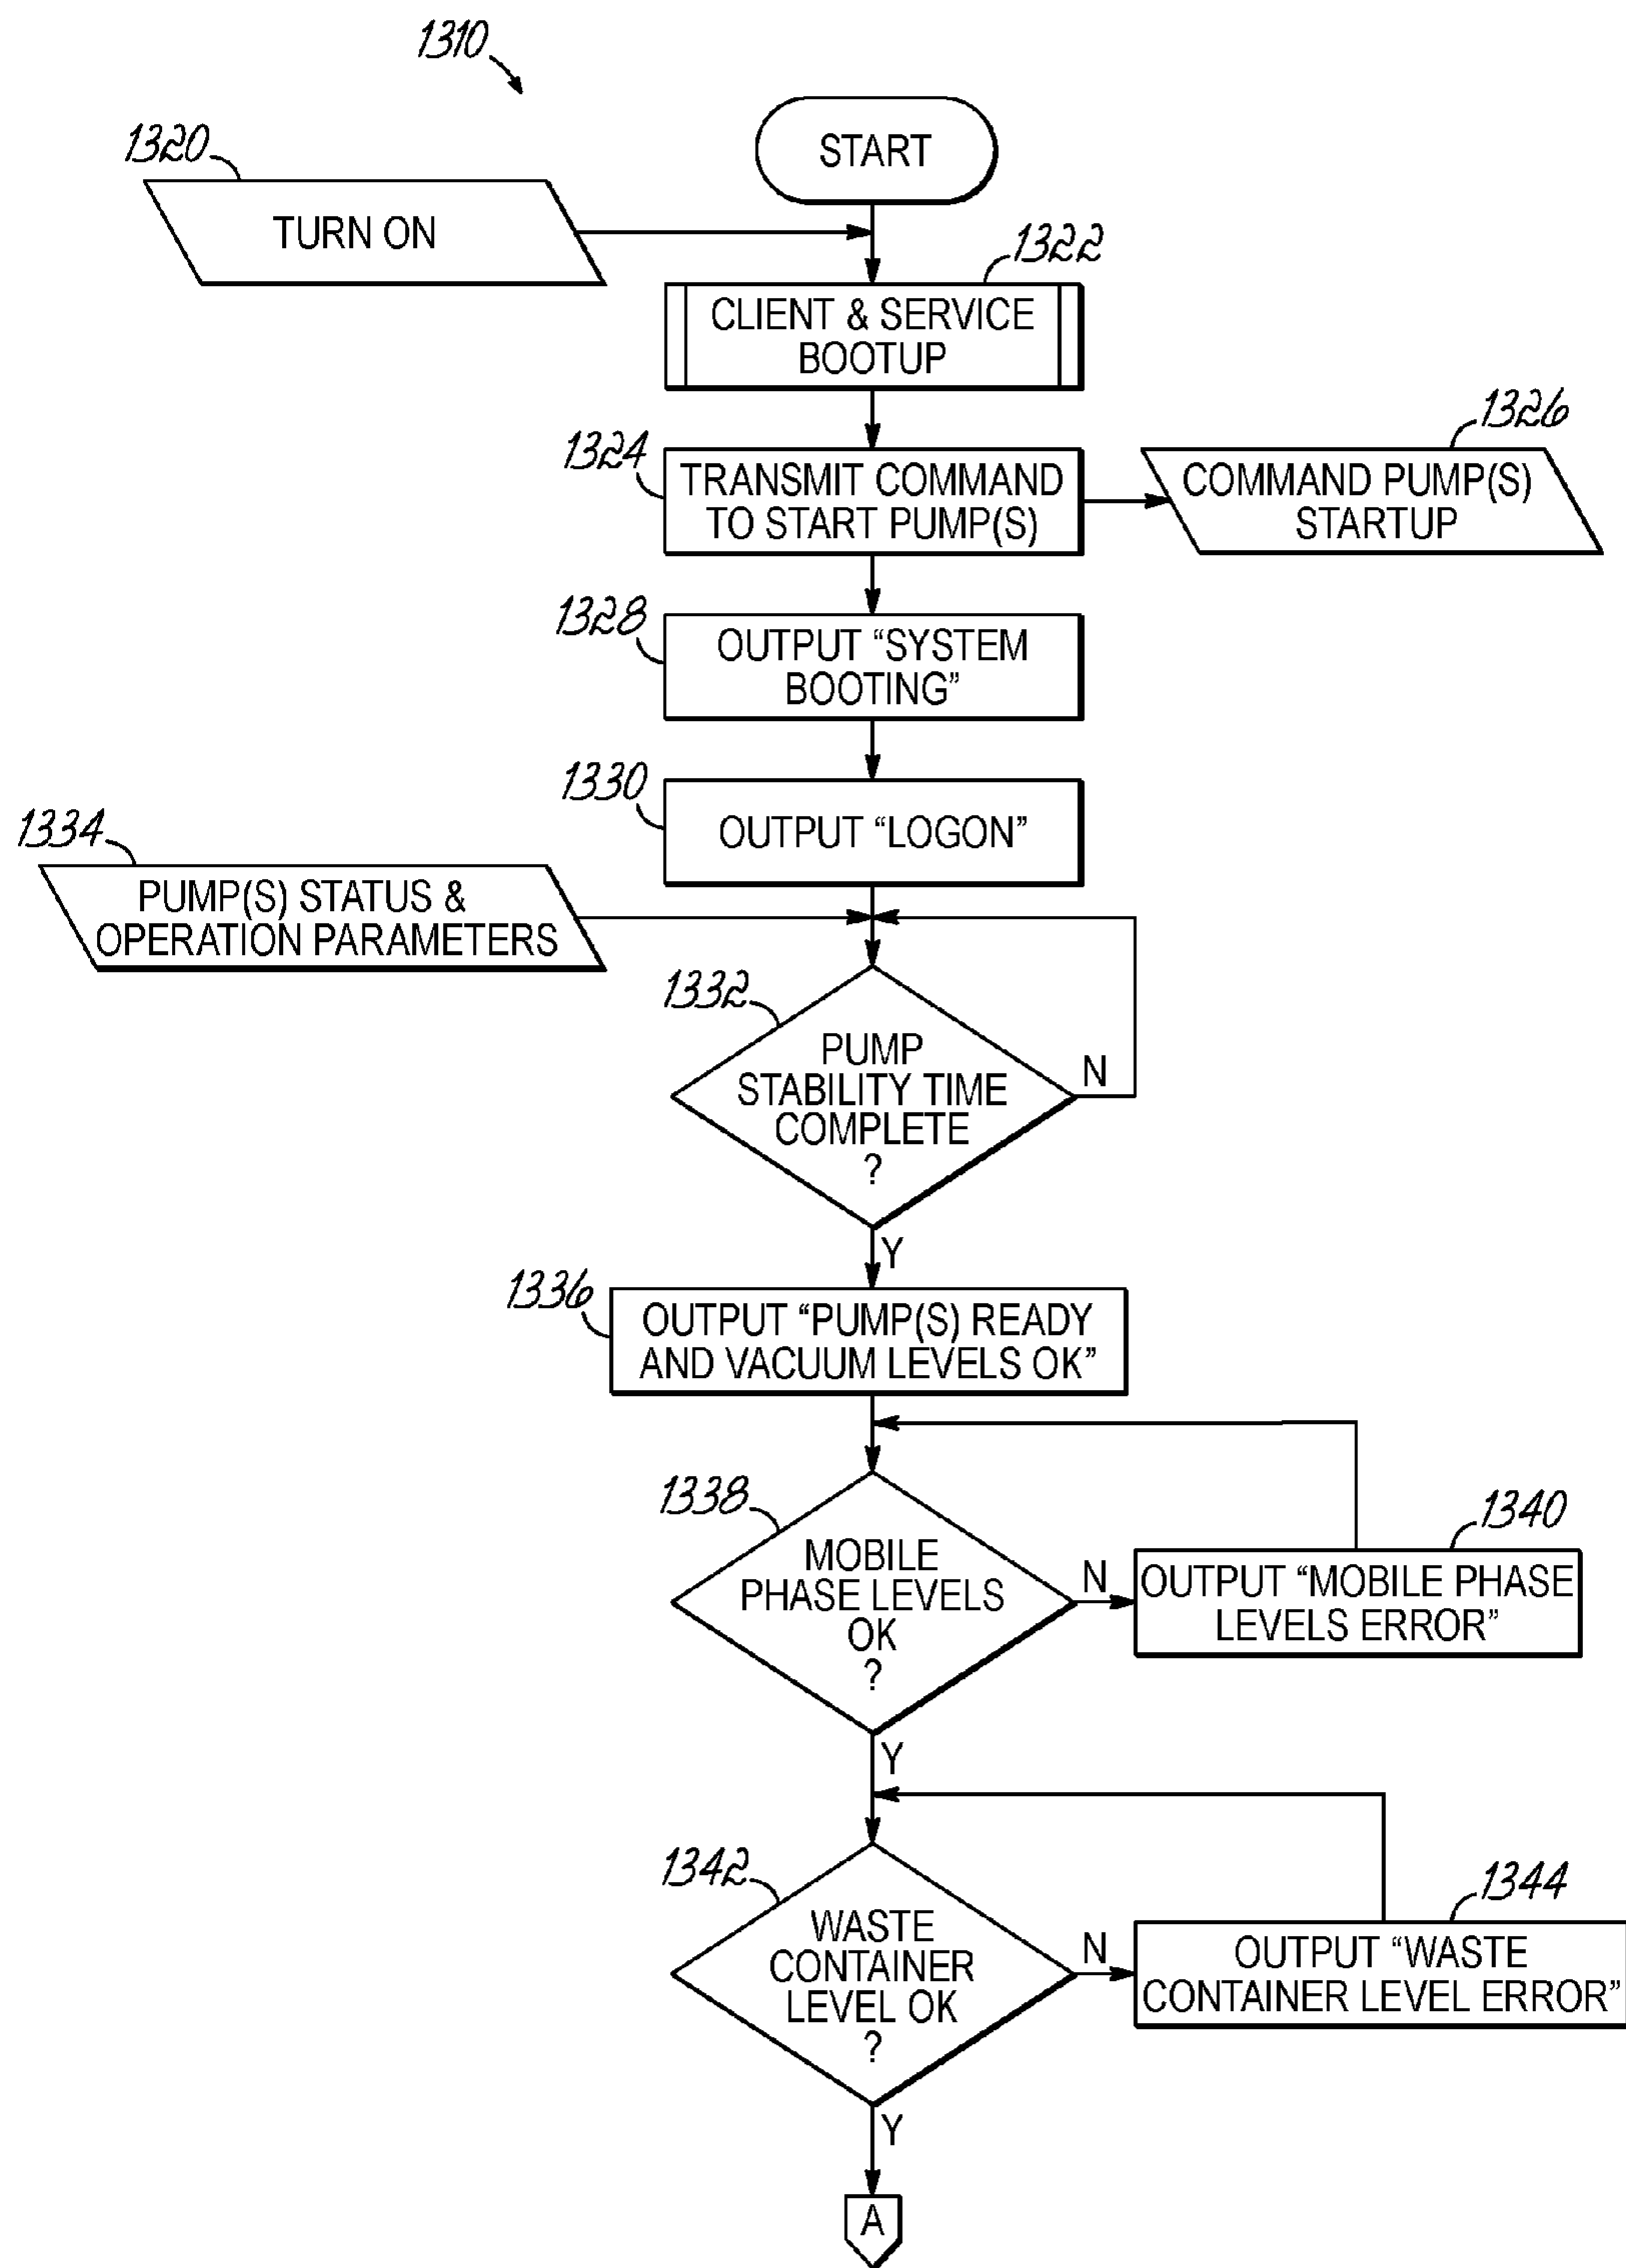 1310
START
1320
TURN ON
1322
CLIENT & SERVICE
BOOTUP
1324
TRANSMIT COMMAND
TO START PUMP(S)
1326
COMMAND PUMP(S)
STARTUP
1328
OUTPUT “SYSTEM
BOOTING”
1330
OUTPUT “LOGON”
1334
PUMP(S) STATUS &
OPERATION PARAMETERS
1332
PUMP
STABILITY TIME
COMPLETE
?
N
Y
1336
OUTPUT “PUMP(S) READY
AND VACUUM LEVELS OK”
1338
MOBILE
PHASE LEVELS
OK
?
N
1340
OUTPUT “MOBILE PHASE
LEVELS ERROR”
Y
1342
WASTE
CONTAINER
LEVEL OK
?
N
1344
OUTPUT “WASTE
CONTAINER LEVEL ERROR”
Y
A